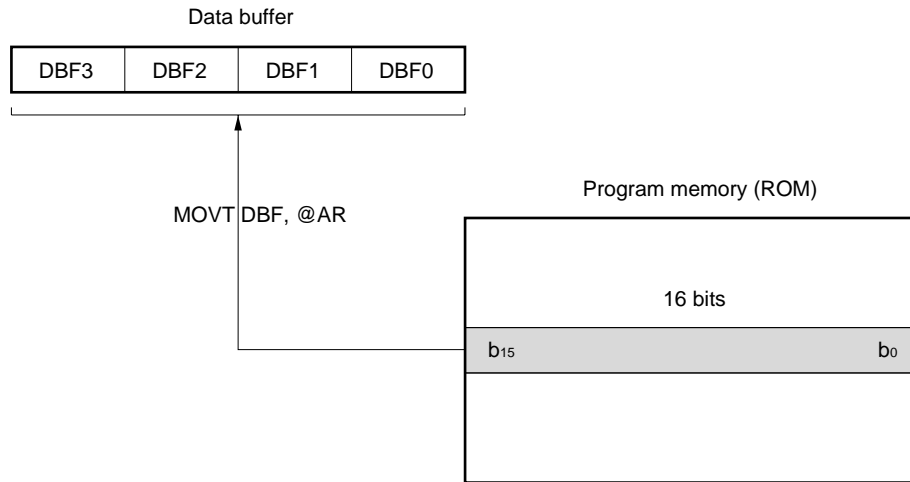 Data buffer
DBF3 DBF2 DBF1 DBF0
Program memory (ROM)
MOVT DBF, @AR
16 bits
b15 b0